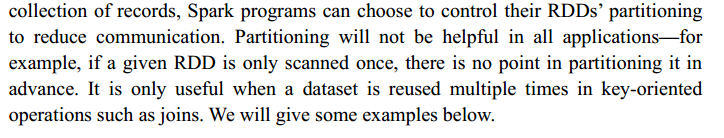 collection of records, Spark programs can choose to control their RDDs’ partitioning
to reduce communication. Partitioning will not be helpful in all applications—for
example, if a given RDD is only scanned once, there is no point in partitioning it in
advance. It is only useful when a dataset is reused multiple times in key-oriented
operations such as joins. We will give some examples below.